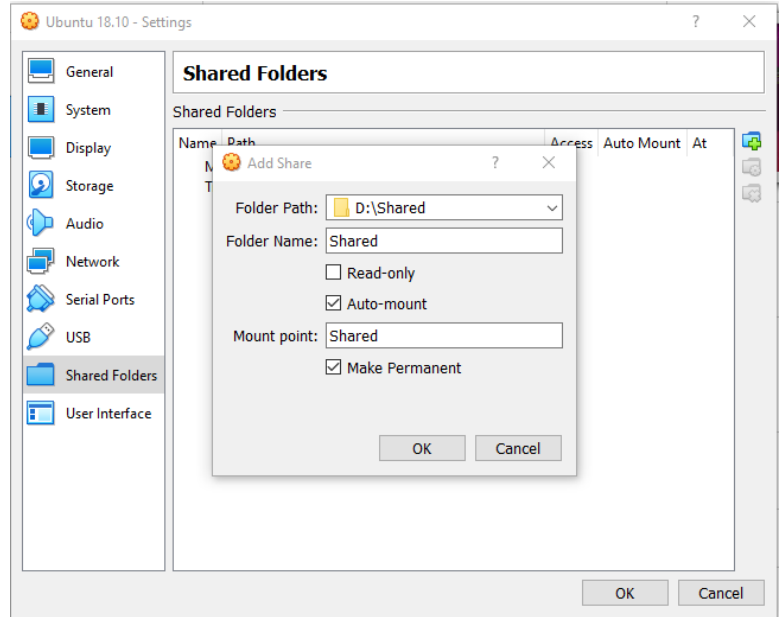 Ubuntu 18.10 - Settings ?
General
System
Display
Storage
Audio
Network
Serial Ports
USB
Shared Folders
User Interface
Shared Folders
Shared Folders
Name Path Access Auto Mount At
M
T
Add Share ?
Folder Path: D:\Shared
Folder Name: Shared
Read-only
Auto-mount
Mount point: Shared
Make Permanent
OK Cancel
OK Cancel